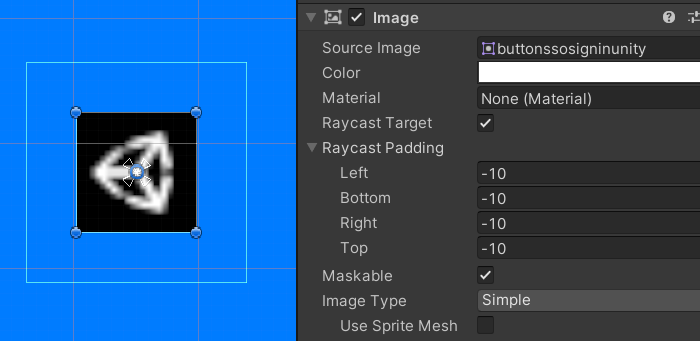 Image
Source Image buttonssosigninunity
Color
Material None (Material)
Raycast Target
Raycast Padding
Left -10
Bottom -10
Right -10
Top -10
Maskable
Image Type Simple
Use Sprite Mesh